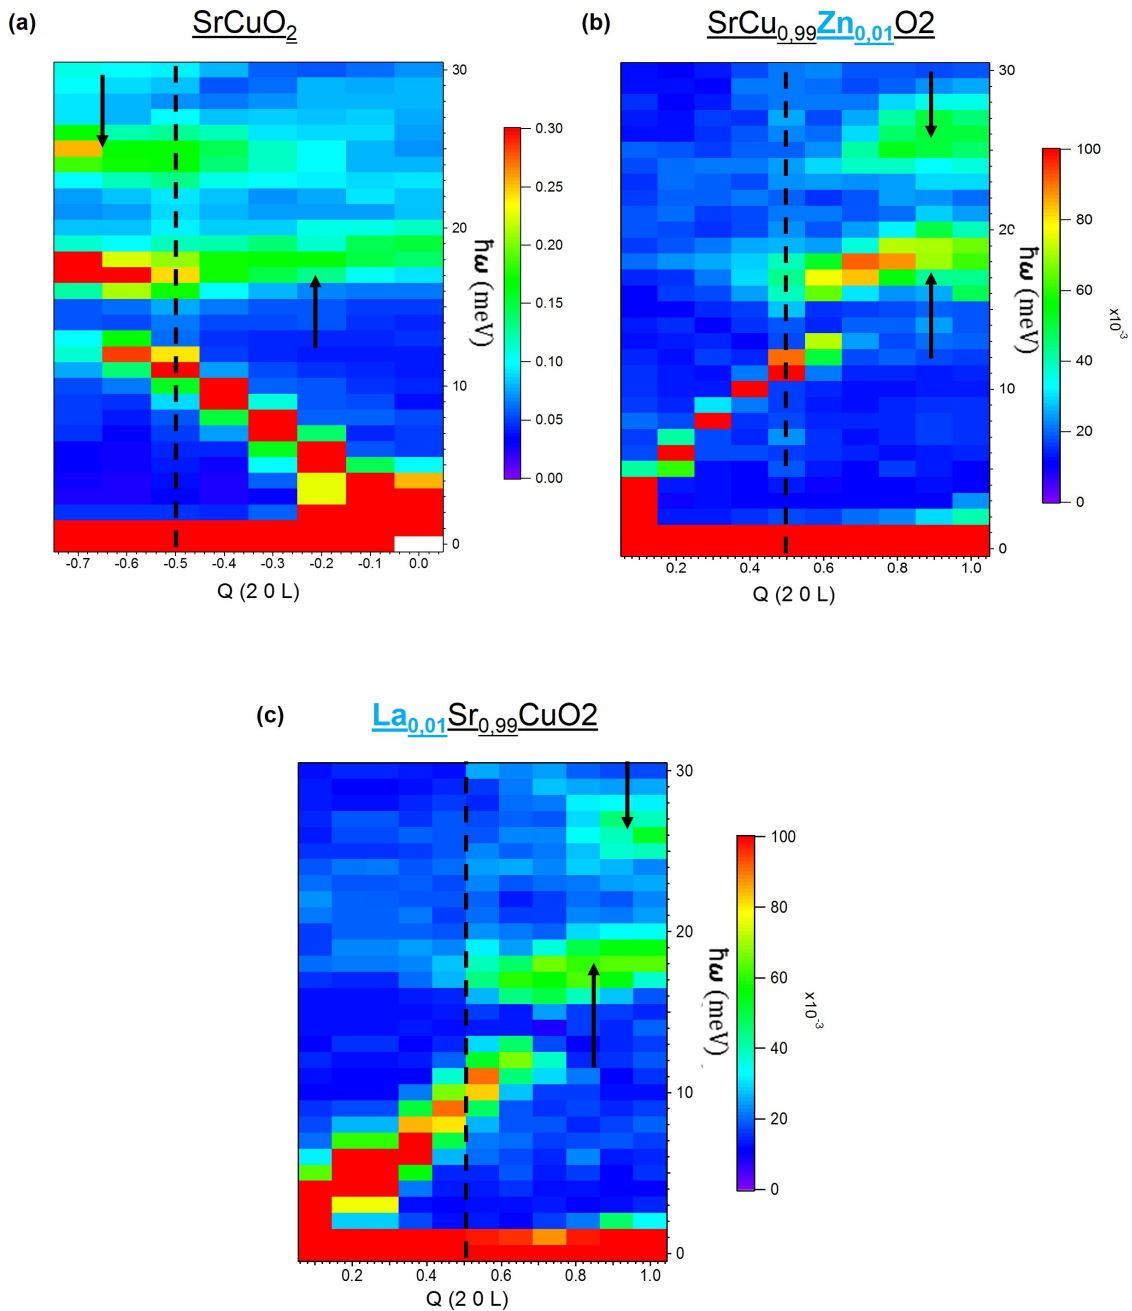 (a) SrCuO2
30
20
10
0
ħω (meV)
0.30
0.25
0.20
0.15
0.10
0.05
0.00
-0.7 -0.6 -0.5 -0.4 -0.3 -0.2 -0.1 0.0
Q (2 0 L)
(b) SrCu0,99Zn0,01O2
30
20
10
0
ħω (meV)
100
80
60
40
20
0
x10-3
0.2 0.4 0.6 0.8 1.0
Q (2 0 L)
(c) La0,01Sr0,99CuO2
30
20
10
0
ħω (meV)
100
80
60
40
20
0
x10-3
0.2 0.4 0.6 0.8 1.0
Q (2 0 L)